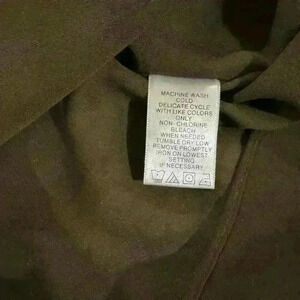 MACHINE WASH
COLD
DELICATE CYCLE
WITH LIKE COLORS
ONLY
NON- CHLORINE
BLEACH
WHEN NEEDED
TUMBLE DRY LOW
REMOVE PROMPTLY
IRON ON LOWEST
SETTING
IF NECESSARY